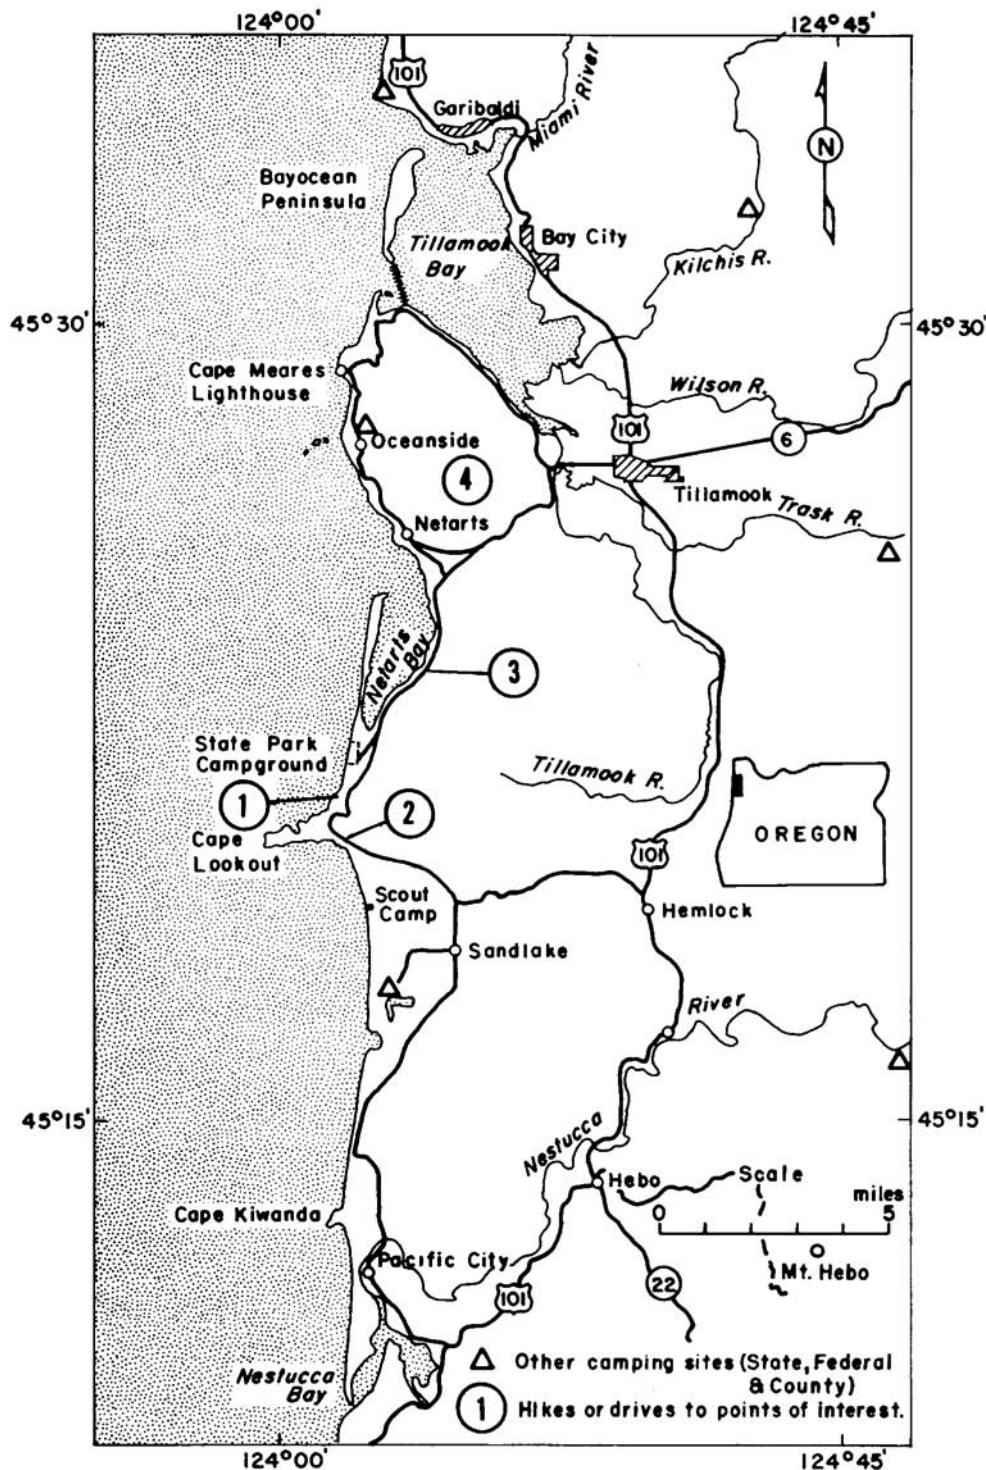 124°00'
124°45'
101
Garibaldi
Miami River
N
Bayocean
Peninsula
Tillamook
Bay
Bay City
Kilchis R.
45°30'
45°30'
Cape Meares
Lighthouse
Wilson R.
101
6
Oceanside
4
Tillamook
Trask R.
Netarts
Netarts
Bay
3
State Park
Campground
1
2
Tillamook R.
Cape
Lookout
OREGON
101
Scout
Camp
Hemlock
Sandlake
River
45°15'
45°15'
Nestucca
Hebo
Scale
miles
0
5
Cape Kiwanda
Pacific City
Mt. Hebo
101
22
Nestucca
Bay
Other camping sites (State, Federal
& County)
1
Hikes or drives to points of interest.
124°00'
124°45'